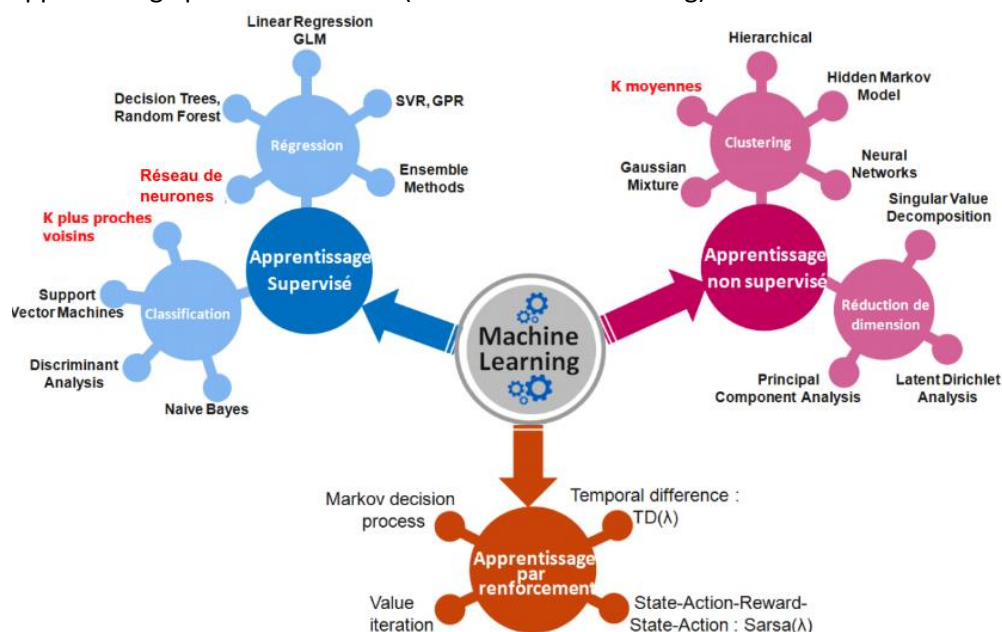 Linear Regression
GLM
Decision Trees,
Random Forest
SVR, GPR
Régression
Ensemble
Methods
Réseau de
neurones
K plus proches
voisins
Support
Vector Machines
Classification
Discriminant
Analysis
Naive Bayes
Apprentissage
Supervisé
Machine
Learning
Hierarchical
K moyennes
Hidden Markov
Model
Clustering
Gaussian
Mixture
Neural
Networks
Singular Value
Decomposition
Apprentissage
non supervisé
Réduction de
dimension
Principal
Component Analysis
Latent Dirichlet
Analysis
Markov decision
process
Temporal difference :
TD(λ)
Apprentissage
par
renforcement
Value
iteration
State-Action-Reward-
State-Action : Sarsa(λ)